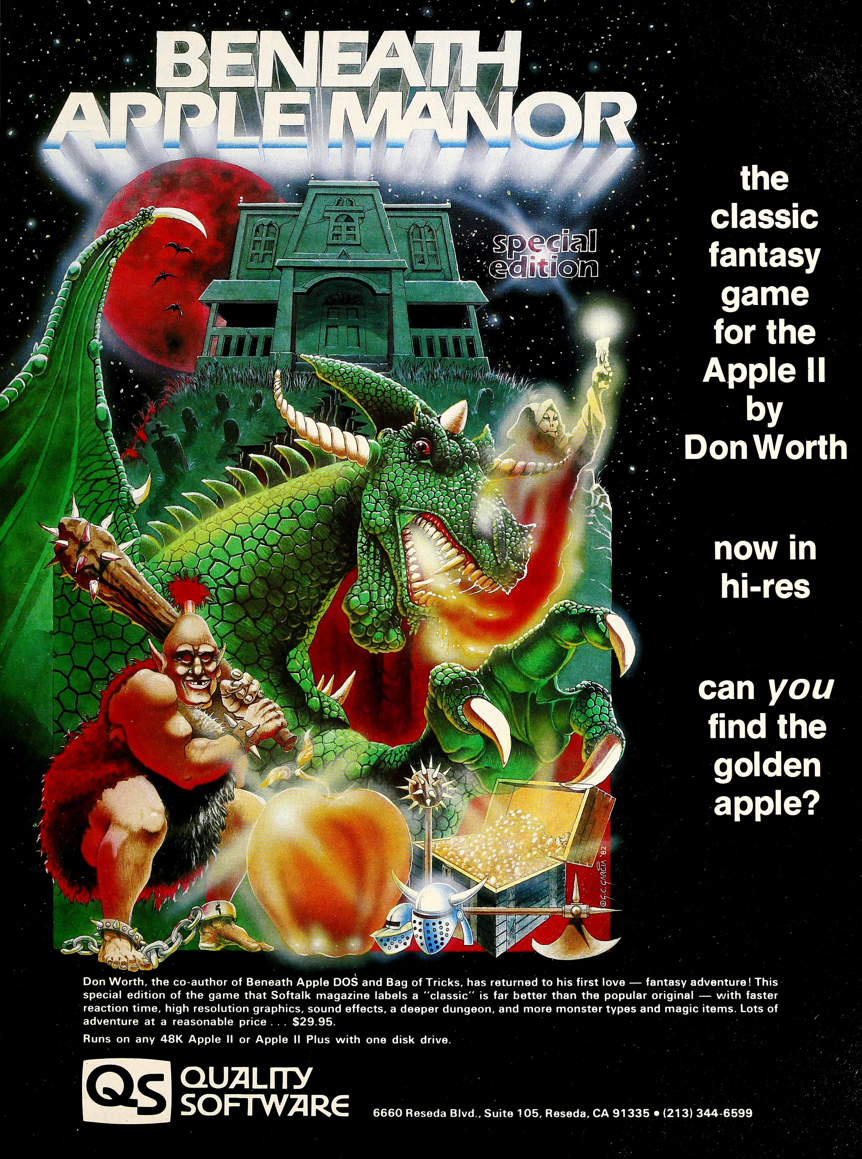 BENEATH
APPLE MANOR
special
edition
the
classic
fantasy
game
for the
Apple II
by
Don Worth
now in
hi-res
can you
find the
golden
apple?
©G.C. GARCIA '82
Don Worth, the co-author of Beneath Apple DOS and Bag of Tricks, has returned to his first love — fantasy adventure! This
special edition of the game that Softalk magazine labels a "classic" is far better than the popular original — with faster
reaction time, high resolution graphics, sound effects, a deeper dungeon, and more monster types and magic items. Lots of
adventure at a reasonable price . . . $29.95.
Runs on any 48K Apple II or Apple II Plus with one disk drive.
QS QUALITY
SOFTWARE
6660 Reseda Blvd., Suite 105, Reseda, CA 91335 • (213) 344-6599